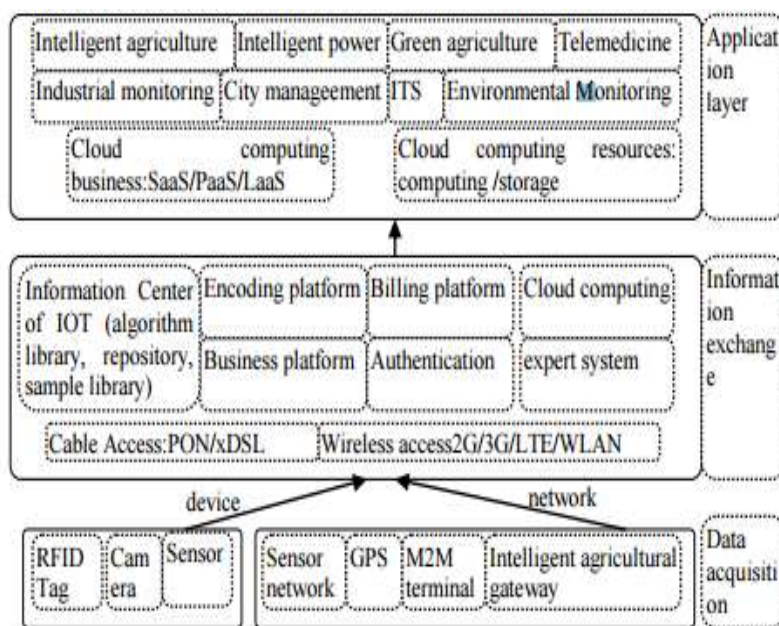 Intelligent agriculture
Intelligent power
Green agriculture
Telemedicine
Industrial monitoring
City manageement
ITS
Environmental Monitoring
Cloud computing
business:SaaS/PaaS/LaaS
Cloud computing resources:
computing /storage
Applicat
ion
layer
Information Center
of IOT (algorithm
library, repository,
sample library)
Encoding platform
Billing platform
Cloud computing
Business platform
Authentication
expert system
Cable Access:PON/xDSL
Wireless access2G/3G/LTE/WLAN
Informat
ion
exchang
e
device
network
RFID
Tag
Cam
era
Sensor
Sensor
network
GPS
M2M
terminal
Intelligent agricultural
gateway
Data
acquisiti
on